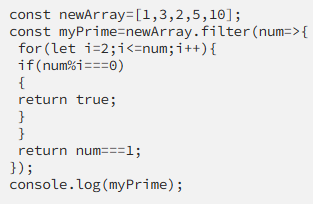 const newArray=[1,3,2,5,10];
const myPrime=newArray.filter(num=>{
for(let i=2;i<=num;i++){
if(num%i===0)
{
return true;
}
}
return num===1;
});
console.log(myPrime);